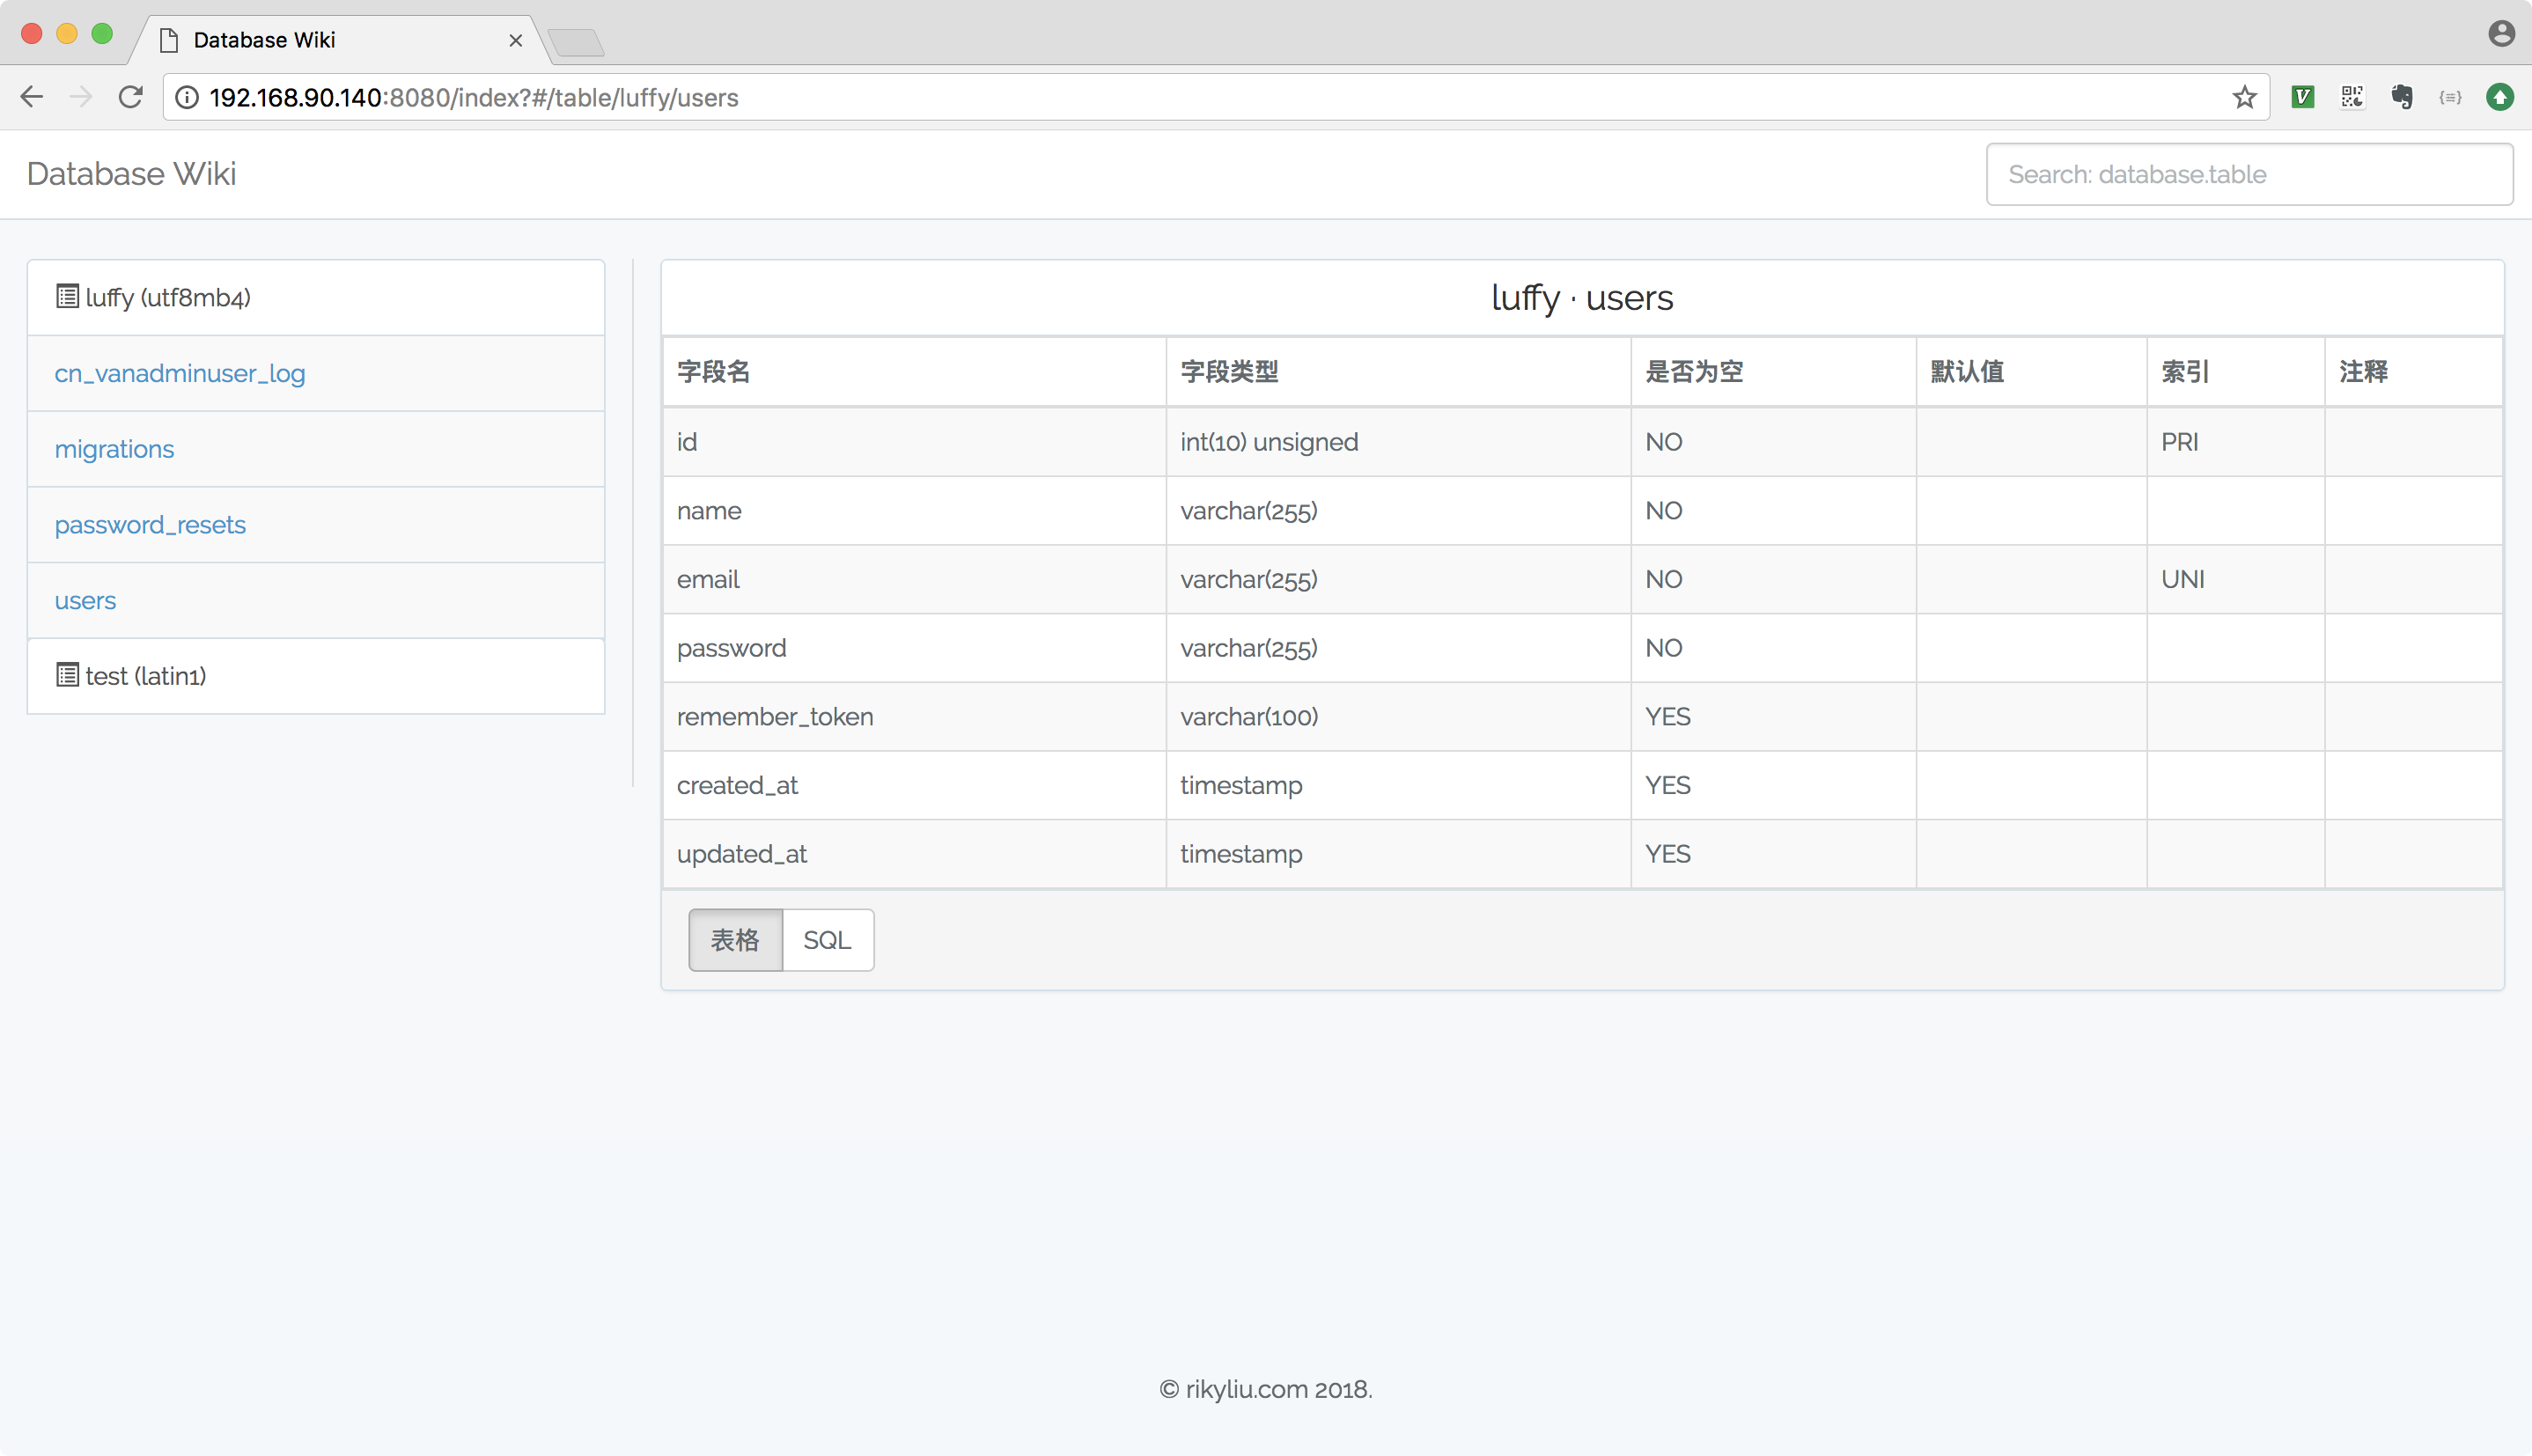 Database Wiki
192.168.90.140:8080/index?#/table/luffy/users
Database Wiki
Search: database.table
luffy (utf8mb4)
cn_vanadminuser_log
migrations
password_resets
users
test (latin1)
luffy · users
字段名 字段类型 是否为空 默认值 索引 注释
id int(10) unsigned NO PRI
name varchar(255) NO
email varchar(255) NO UNI
password varchar(255) NO
remember_token varchar(100) YES
created_at timestamp YES
updated_at timestamp YES
表格 SQL
© rikyliu.com 2018.